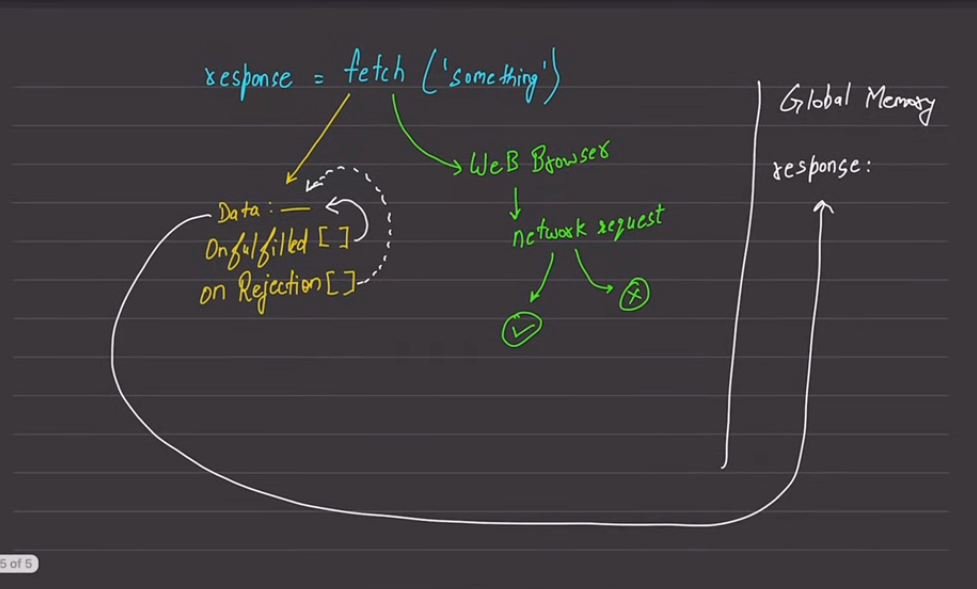 response = fetch ('something')
Global Memory
response:
WeB Browser
network request
Data: —
Onfulfilled [ ]
on Rejection [ ]
5 of 5